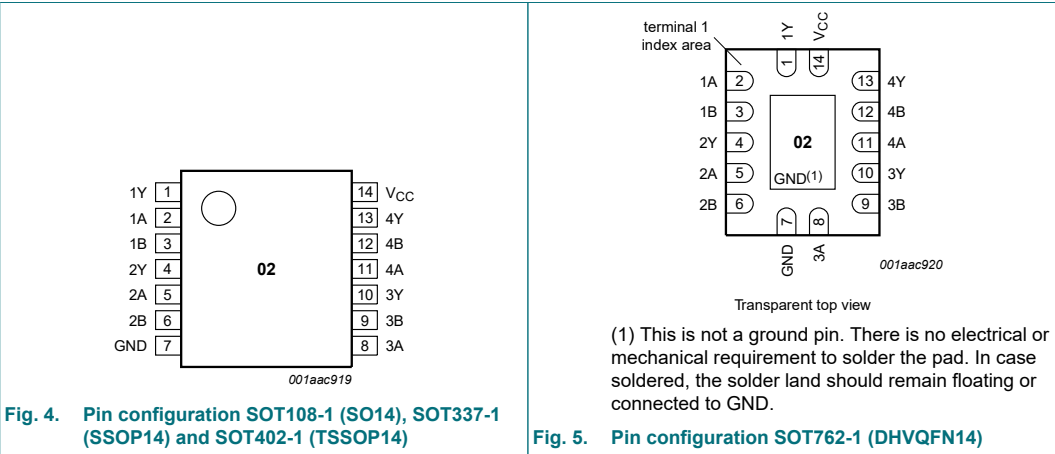 1Y 1
1A 2
1B 3
2Y 4
2A 5
2B 6
GND 7
02
14 VCC
13 4Y
12 4B
11 4A
10 3Y
9 3B
8 3A
001aac919
Fig. 4. Pin configuration SOT108-1 (SO14), SOT337-1
(SSOP14) and SOT402-1 (TSSOP14)
terminal 1
index area
1Y
VCC
1
14
1A 2
1B 3
2Y 4
2A 5
2B 6
02
GND(1)
13 4Y
12 4B
11 4A
10 3Y
9 3B
7
8
GND
3A
001aac920
Transparent top view
(1) This is not a ground pin. There is no electrical or
mechanical requirement to solder the pad. In case
soldered, the solder land should remain floating or
connected to GND.
Fig. 5. Pin configuration SOT762-1 (DHVQFN14)